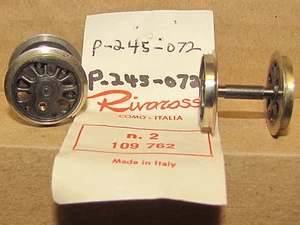 P-245-072
P-245-072
Rivarossi
COMO - ITALIA
n. 2
109 762
Made in Italy